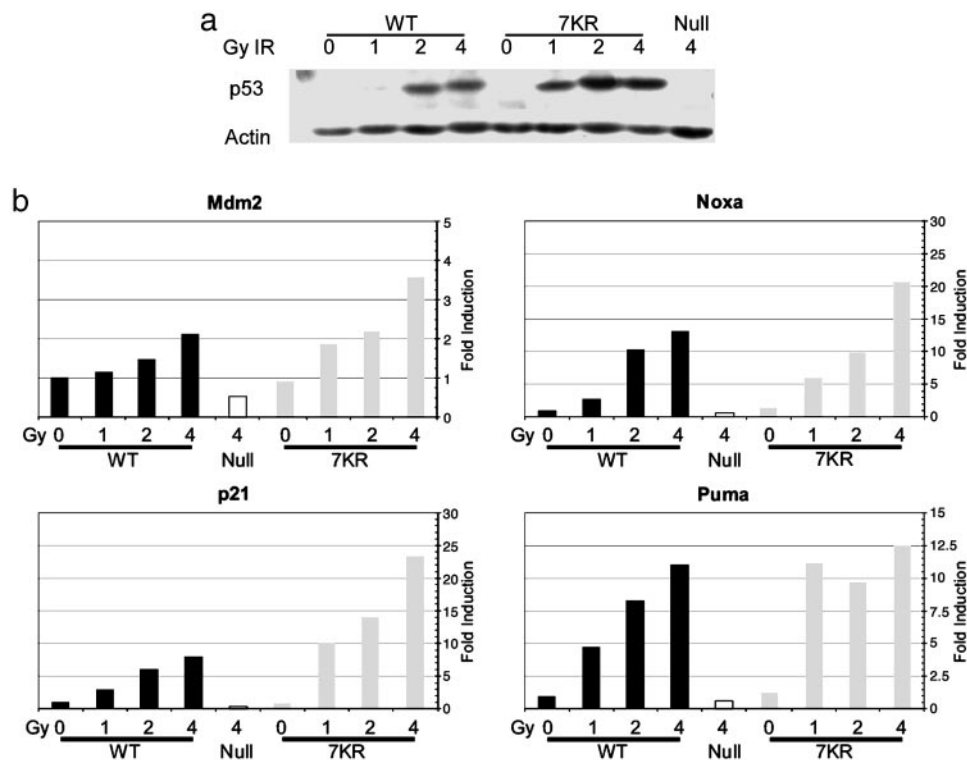 a
WT 7KR Null
Gy IR 0 1 2 4 0 1 2 4 4
p53
Actin
b
Mdm2
5
4
3
2
1
0
Fold Induction
Gy 0 1 2 4 4 0 1 2 4
WT Null 7KR
Noxa
30
25
20
15
10
5
0
Fold Induction
Gy 0 1 2 4 4 0 1 2 4
WT Null 7KR
p21
30
25
20
15
10
5
0
Fold Induction
Gy 0 1 2 4 4 0 1 2 4
WT Null 7KR
Puma
15
12.5
10
7.5
5
2.5
0
Fold Induction
Gy 0 1 2 4 4 0 1 2 4
WT Null 7KR